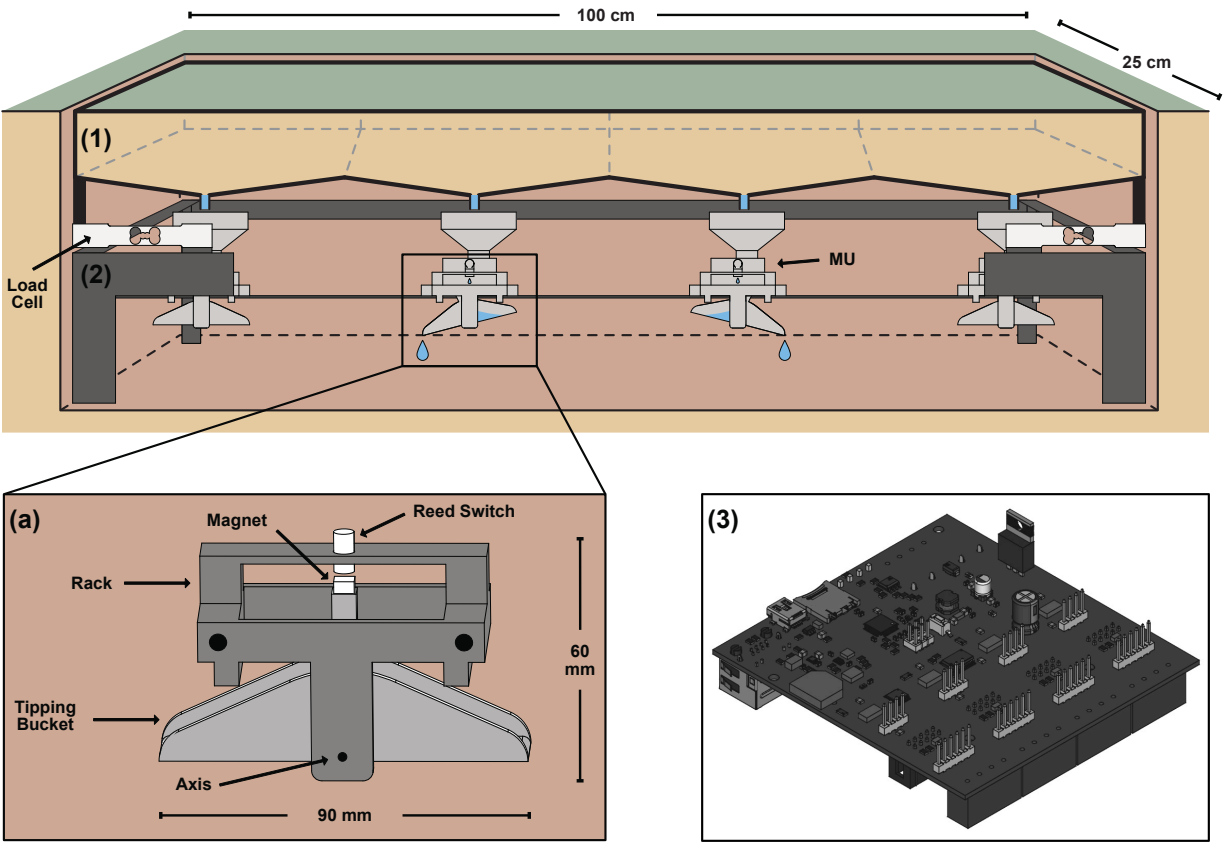 100 cm
25 cm
(1)
Load
Cell
(2)
MU
(a)
Magnet
Reed Switch
Rack
60
mm
Tipping
Bucket
Axis
90 mm
(3)